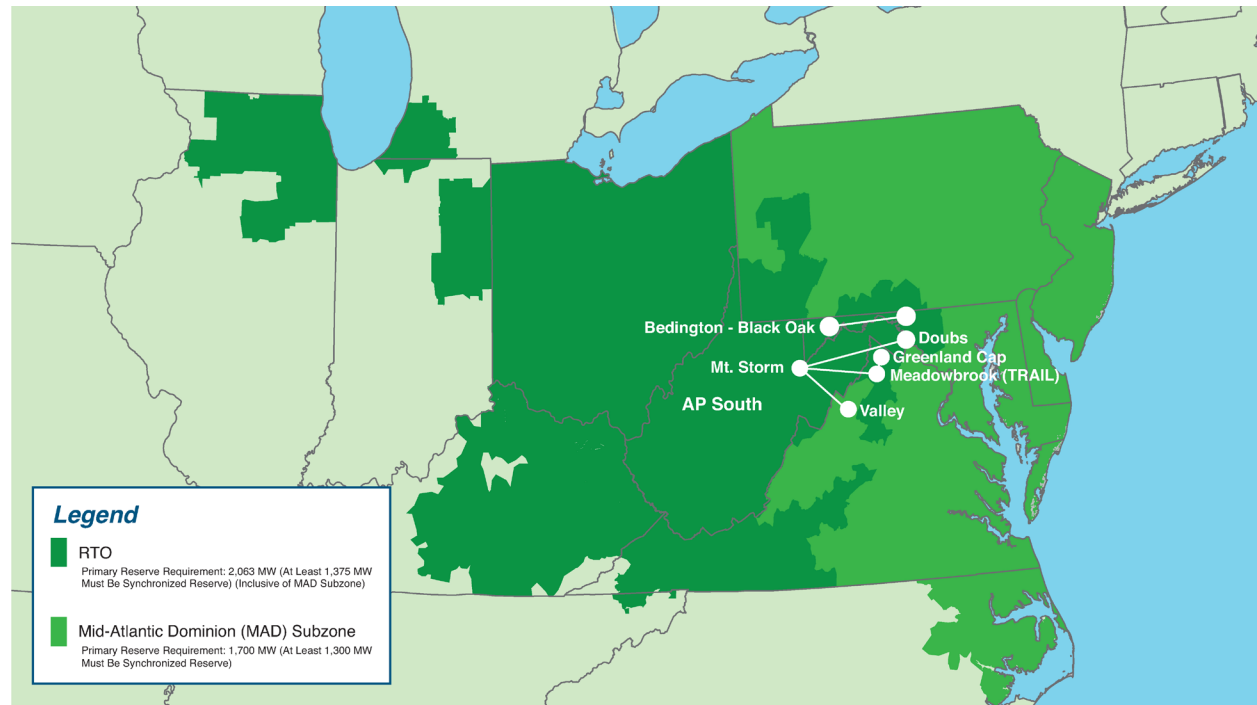 Bedington - Black Oak
Doubs
Greenland Cap
Mt. Storm
Meadowbrook (TRAIL)
AP South
Valley
Legend
RTO
Primary Reserve Requirement: 2,063 MW (At Least 1,375 MW
Must Be Synchronized Reserve) (Inclusive of MAD Subzone)
Mid-Atlantic Dominion (MAD) Subzone
Primary Reserve Requirement: 1,700 MW (At Least 1,300 MW
Must Be Synchronized Reserve)